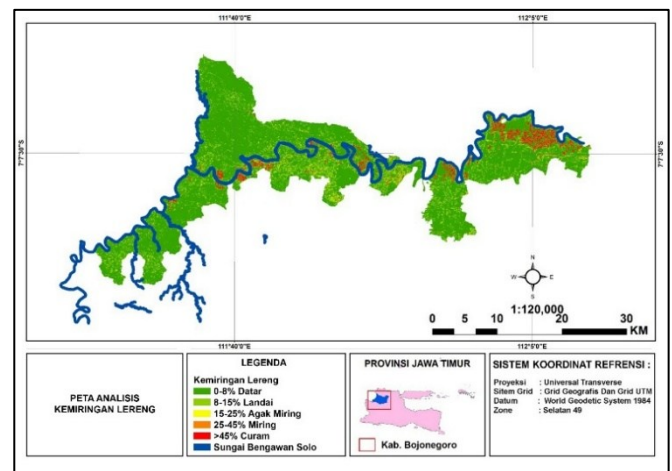 111°40'0"E
112°5'0"E
7°7'30"S
7°7'30"S
N
W
E
S
1:120,000
0 5 10 20 30
KM
PETA ANALISIS
KEMIRINGAN LERENG
LEGENDA
Kemiringan Lereng
0-8% Datar
8-15% Landai
15-25% Agak Miring
25-45% Miring
>45% Curam
Sungai Bengawan Solo
PROVINSI JAWA TIMUR
Kab. Bojonegoro
SISTEM KOORDINAT REFRENSI :
Proyeksi : Universal Transverse
Sitem Grid : Grid Geografis Dan Grid UTM
Datum : World Geodetic System 1984
Zone : Selatan 49
111°40'0"E
112°5'0"E